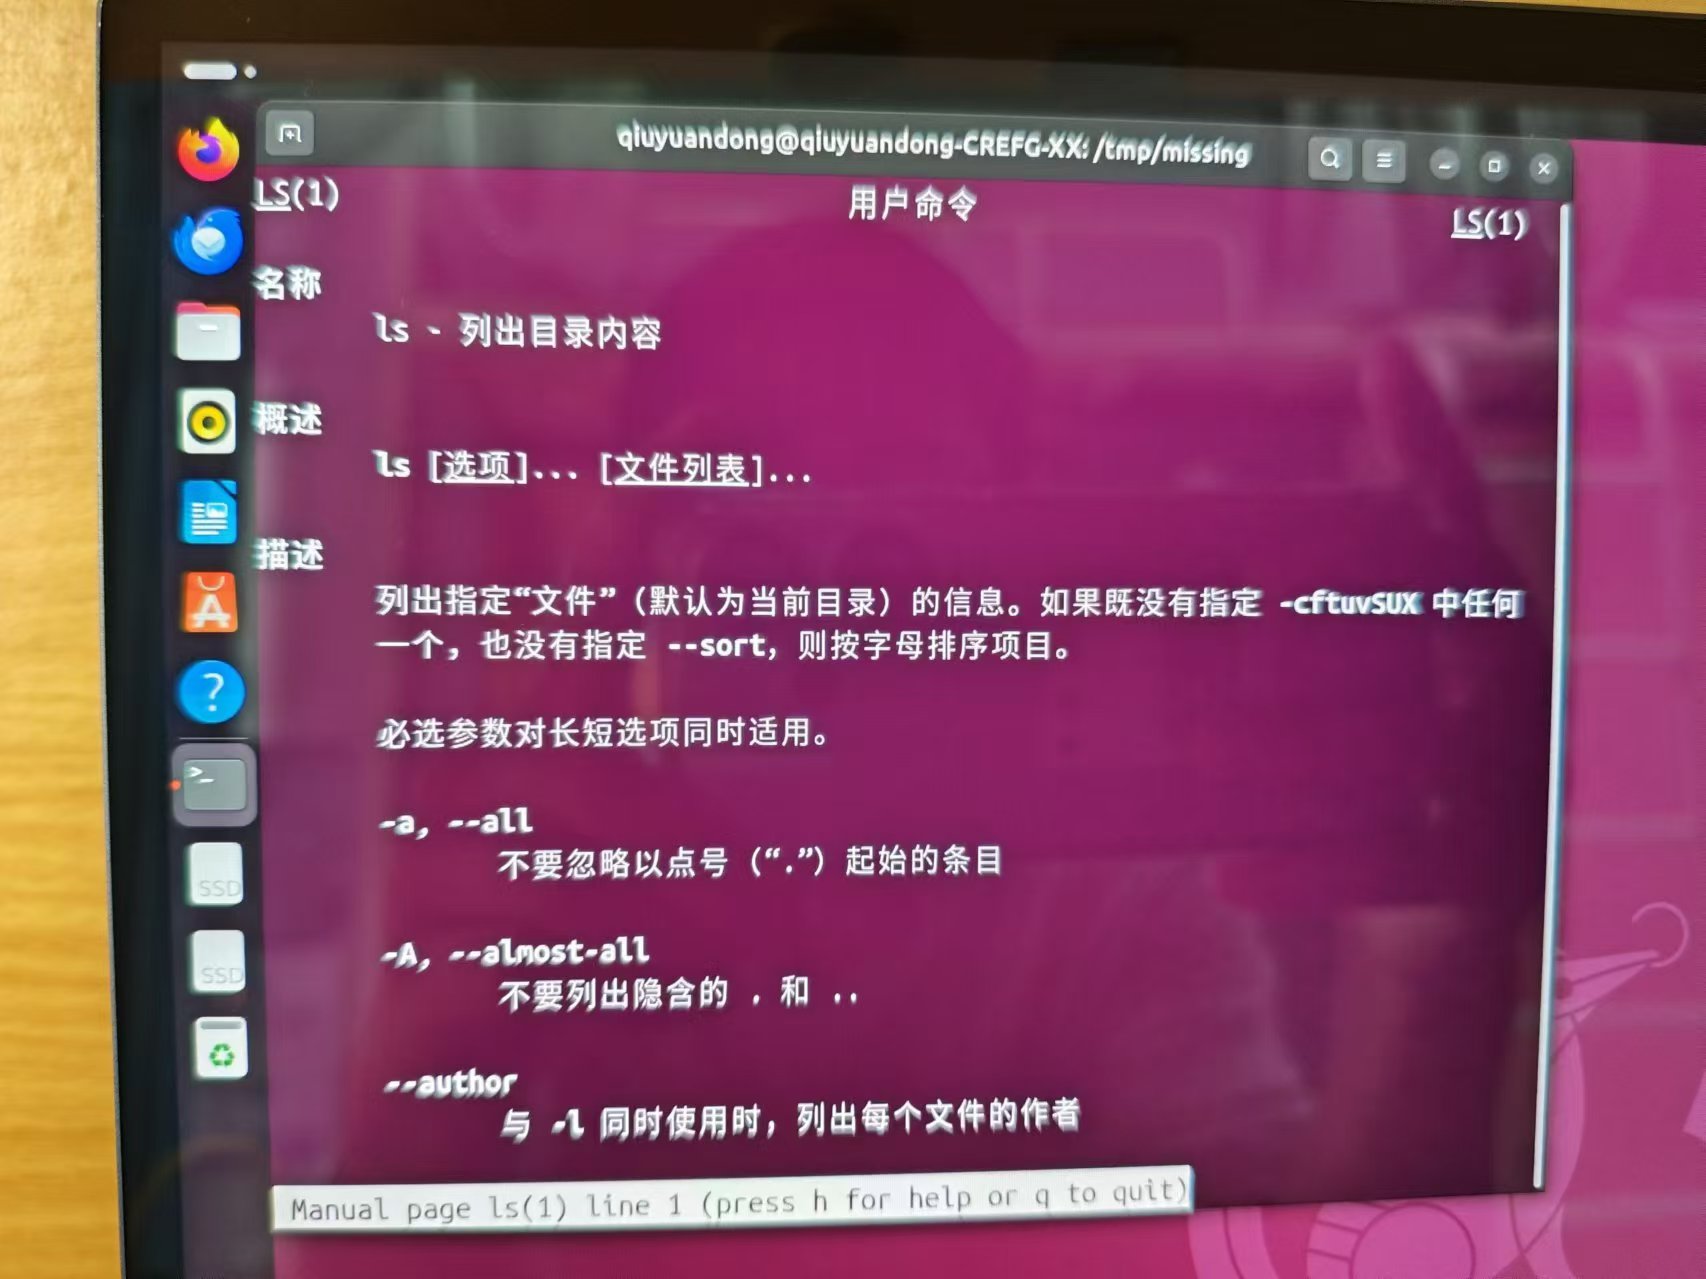 qiuyuandong@qiuyuandong-CREFG-XX: /tmp/missing
LS(1) 用户命令 LS(1)
名称
ls - 列出目录内容
概述
ls [选项]... [文件列表]...
描述
列出指定“文件”（默认为当前目录）的信息。如果既没有指定 -cftuvSUX 中任何
一个，也没有指定 --sort，则按字母排序项目。
必选参数对长短选项同时适用。
-a, --all
不要忽略以点号（“.”）起始的条目
-A, --almost-all
不要列出隐含的 . 和 ..
--author
与 -l 同时使用时，列出每个文件的作者
Manual page ls(1) line 1 (press h for help or q to quit)
SSD
SSD